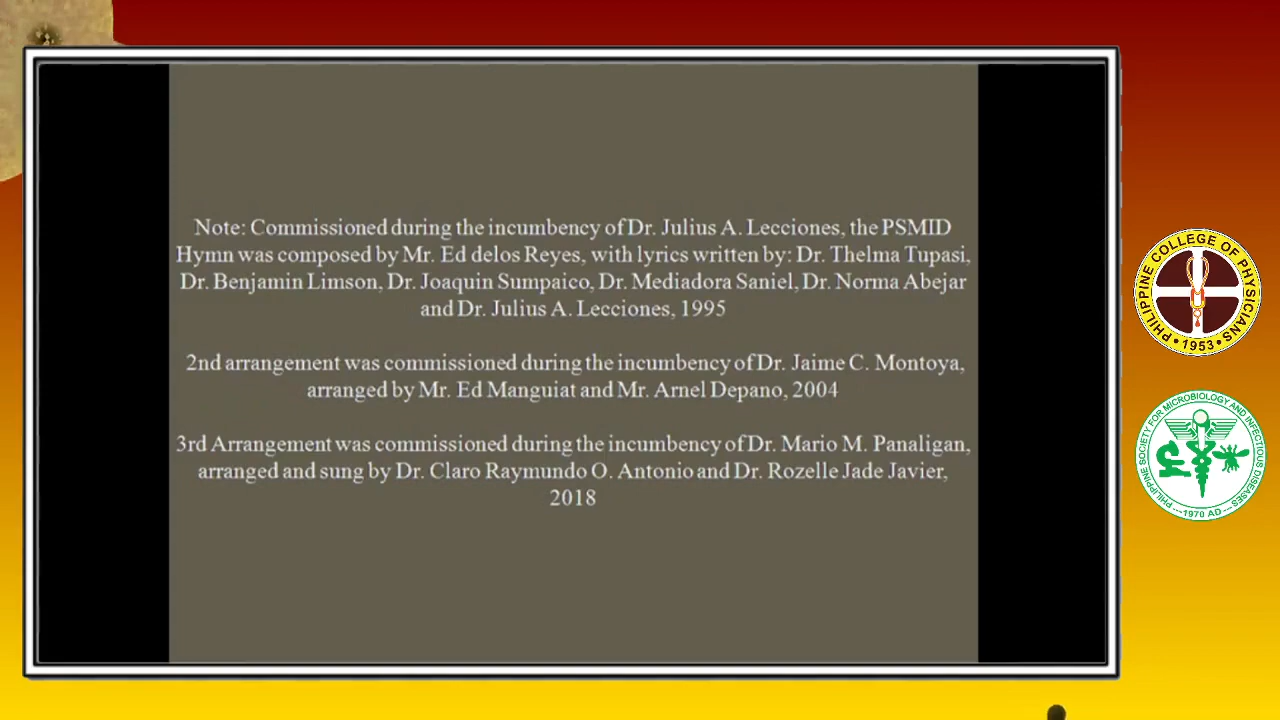 Note: Commissioned during the incumbency of Dr. Julius A. Lecciones, the PSMID
Hymn was composed by Mr. Ed delos Reyes, with lyrics written by: Dr. Thelma Tupasi,
Dr. Benjamin Limson, Dr. Joaquin Sumpaico, Dr. Mediadora Saniel, Dr. Norma Abejar
and Dr. Julius A. Lecciones, 1995
2nd arrangement was commissioned during the incumbency of Dr. Jaime C. Montoya,
arranged by Mr. Ed Manguiat and Mr. Arnel Depano, 2004
3rd Arrangement was commissioned during the incumbency of Dr. Mario M. Panaligan,
arranged and sung by Dr. Claro Raymundo O. Antonio and Dr. Rozelle Jade Javier,
2018
PHILIPPINE COLLEGE OF PHYSICIANS
• 1953 •
PHILIPPINE SOCIETY FOR MICROBIOLOGY AND INFECTIOUS DISEASES
---1970 AD---